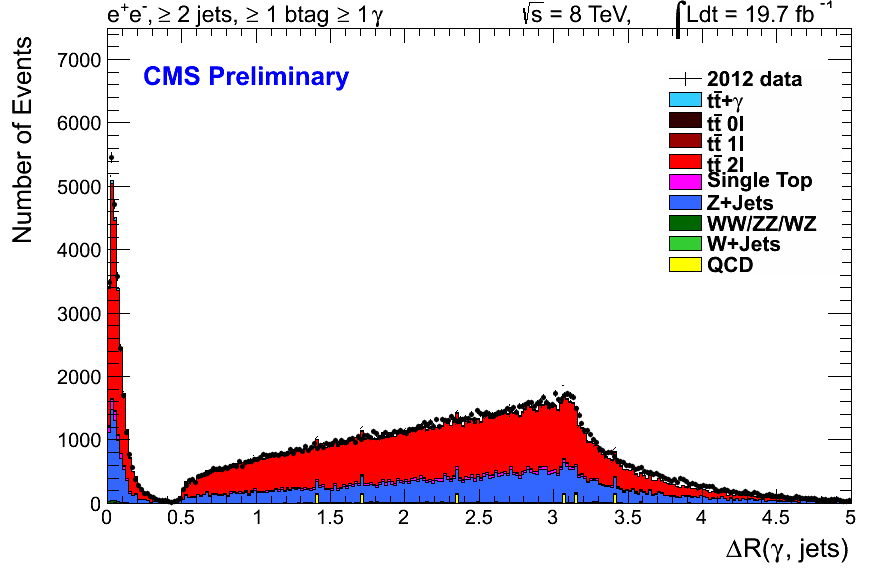 e⁺e⁻, ≥ 2 jets, ≥ 1 btag ≥ 1 γ √s = 8 TeV, ∫Ldt = 19.7 fb⁻¹
Number of Events
CMS Preliminary
7000
6000
5000
4000
3000
2000
1000
0
2012 data
tt̄+γ
tt̄ 0l
tt̄ 1l
tt̄ 2l
Single Top
Z+Jets
WW/ZZ/WZ
W+Jets
QCD
0 0.5 1 1.5 2 2.5 3 3.5 4 4.5 5
ΔR(γ, jets)